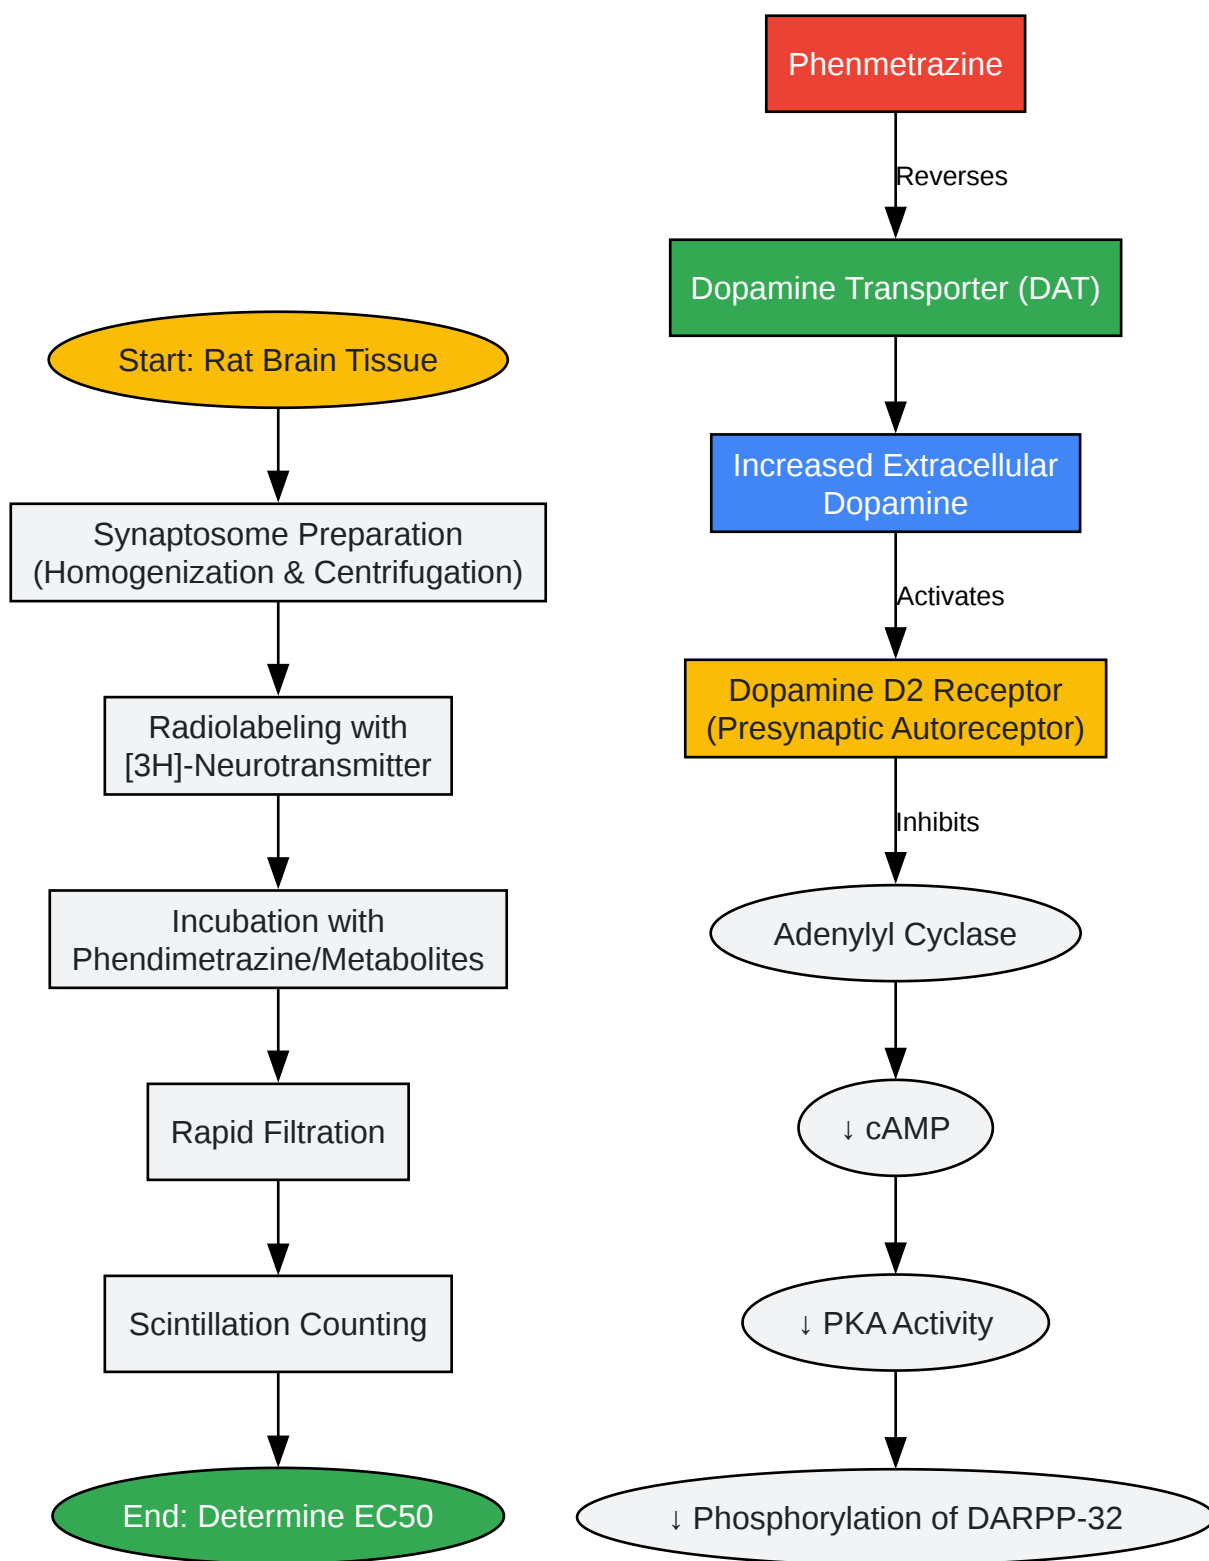 Start: Rat Brain Tissue
Synaptosome Preparation
(Homogenization & Centrifugation)
Radiolabeling with
[3H]-Neurotransmitter
Incubation with
Phendimetrazine/Metabolites
Rapid Filtration
Scintillation Counting
End: Determine EC50
Phenmetrazine
Reverses
Dopamine Transporter (DAT)
Increased Extracellular
Dopamine
Activates
Dopamine D2 Receptor
(Presynaptic Autoreceptor)
Inhibits
Adenylyl Cyclase
↓ cAMP
↓ PKA Activity
↓ Phosphorylation of DARPP-32